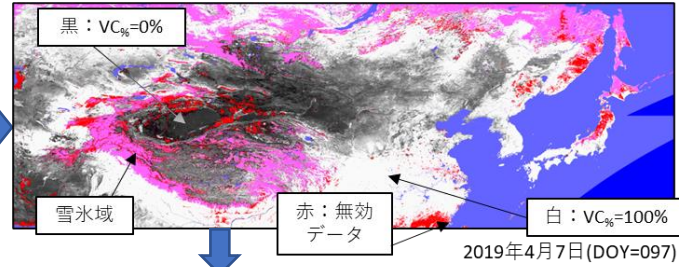 黒：VC%=0%
雪氷域
赤：無効
データ
白：VC%=100%
2019年4月7日(DOY=097)